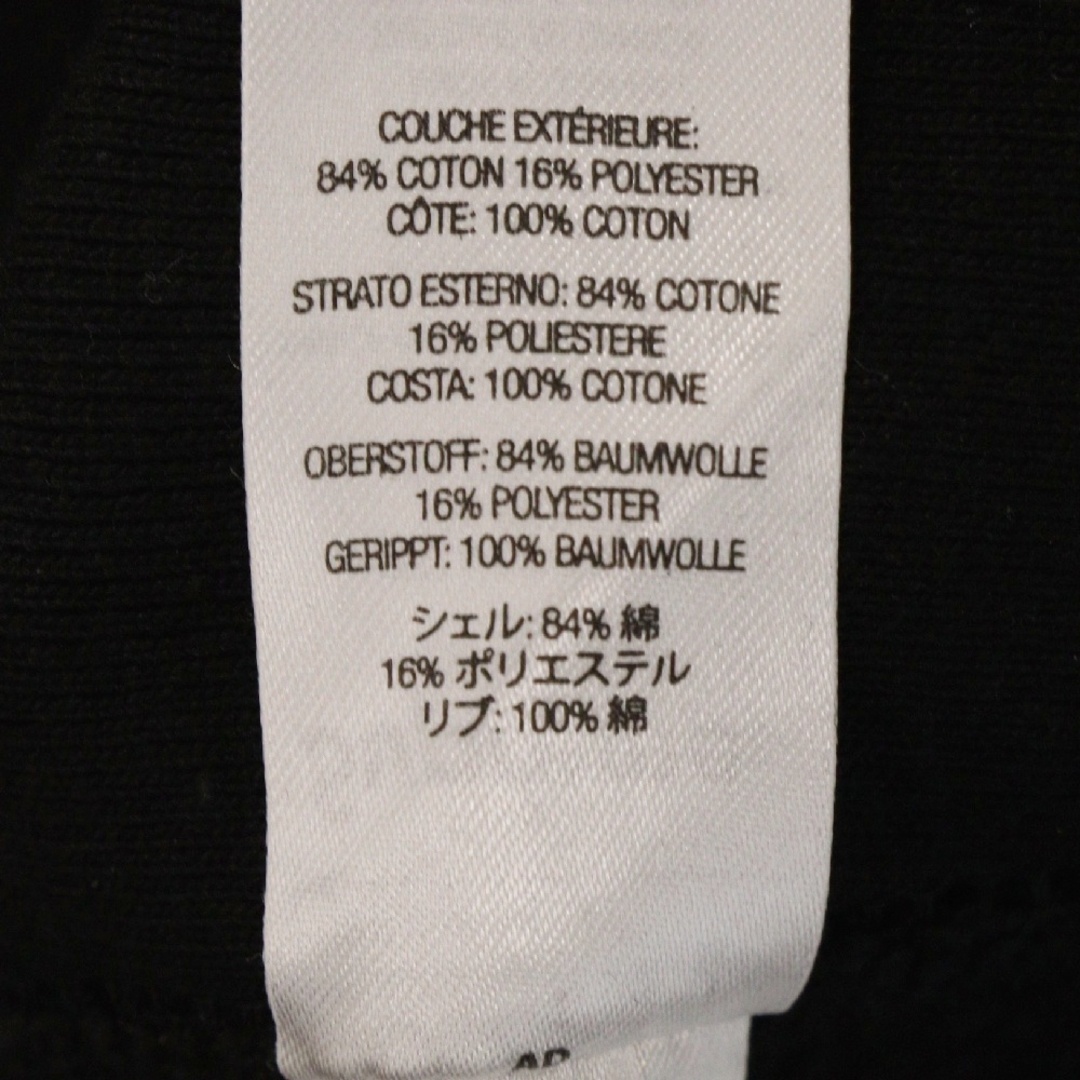 COUCHE EXTÉRIEURE:
84% COTON 16% POLYESTER
CÔTE: 100% COTON
STRATO ESTERNO: 84% COTONE
16% POLIESTERE
COSTA: 100% COTONE
OBERSTOFF: 84% BAUMWOLLE
16% POLYESTER
GERIPPT: 100% BAUMWOLLE
シェル: 84% 綿
16% ポリエステル
リブ: 100% 綿